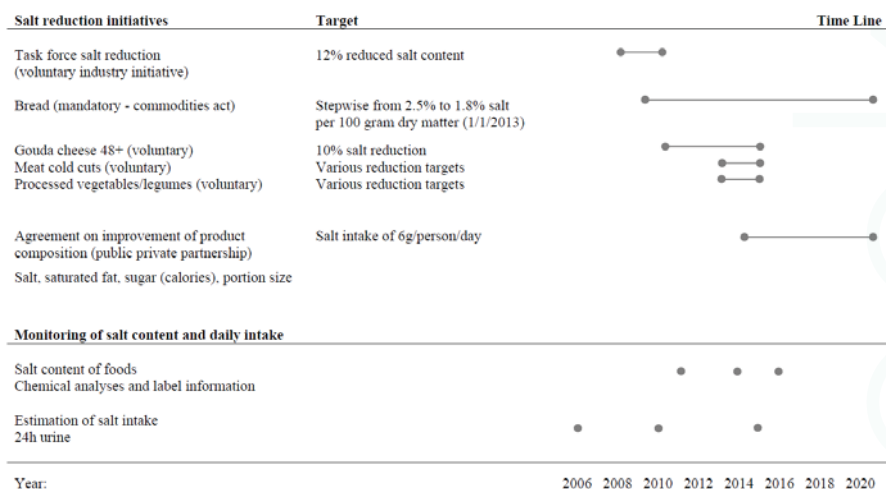 Salt reduction initiatives Target Time Line
Task force salt reduction 12% reduced salt content
(voluntary industry initiative)
Bread (mandatory - commodities act) Stepwise from 2.5% to 1.8% salt
per 100 gram dry matter (1/1/2013)
Gouda cheese 48+ (voluntary) 10% salt reduction
Meat cold cuts (voluntary) Various reduction targets
Processed vegetables/legumes (voluntary) Various reduction targets
Agreement on improvement of product Salt intake of 6g/person/day
composition (public private partnership)
Salt, saturated fat, sugar (calories), portion size
Monitoring of salt content and daily intake
Salt content of foods
Chemical analyses and label information
Estimation of salt intake
24h urine
Year: 2006 2008 2010 2012 2014 2016 2018 2020